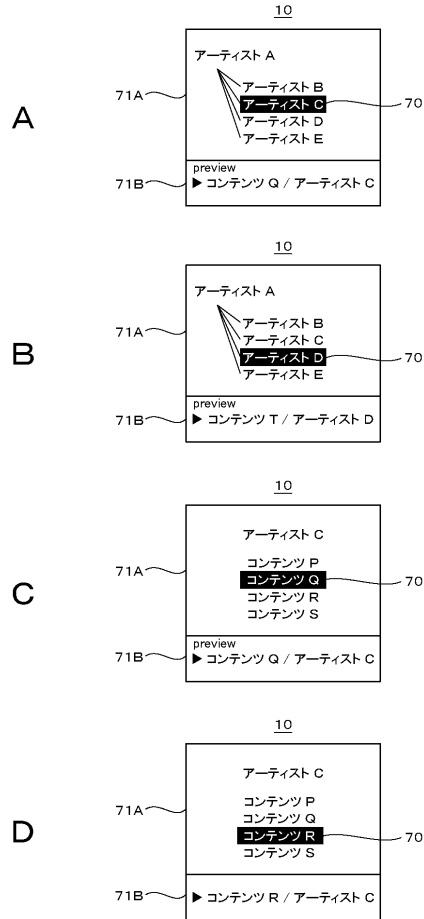 10
アーティスト A
アーティスト B
71A
アーティスト C
70
A
アーティスト D
アーティスト E
preview
71B
▶ コンテンツ Q / アーティスト C
10
アーティスト A
アーティスト B
71A
アーティスト C
B
アーティスト D
70
アーティスト E
preview
71B
▶ コンテンツ T / アーティスト D
10
アーティスト C
コンテンツ P
71A
コンテンツ Q
70
C
コンテンツ R
コンテンツ S
preview
71B
▶ コンテンツ Q / アーティスト C
10
アーティスト C
コンテンツ P
71A
コンテンツ Q
D
コンテンツ R
70
コンテンツ S
71B
▶ コンテンツ R / アーティスト C